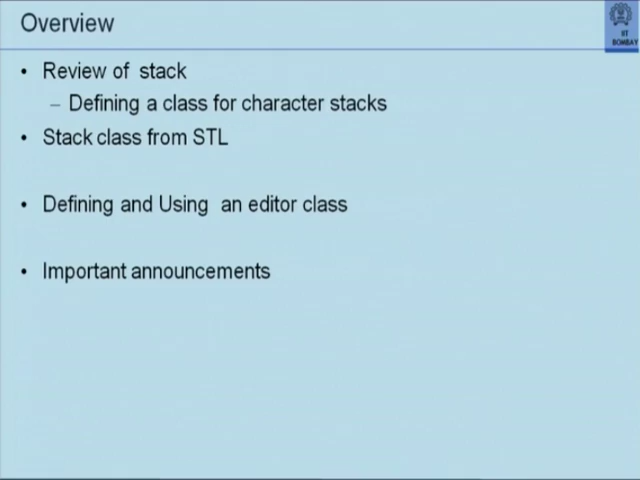 Overview
IIT
BOMBAY
• Review of stack
– Defining a class for character stacks
• Stack class from STL
• Defining and Using an editor class
• Important announcements